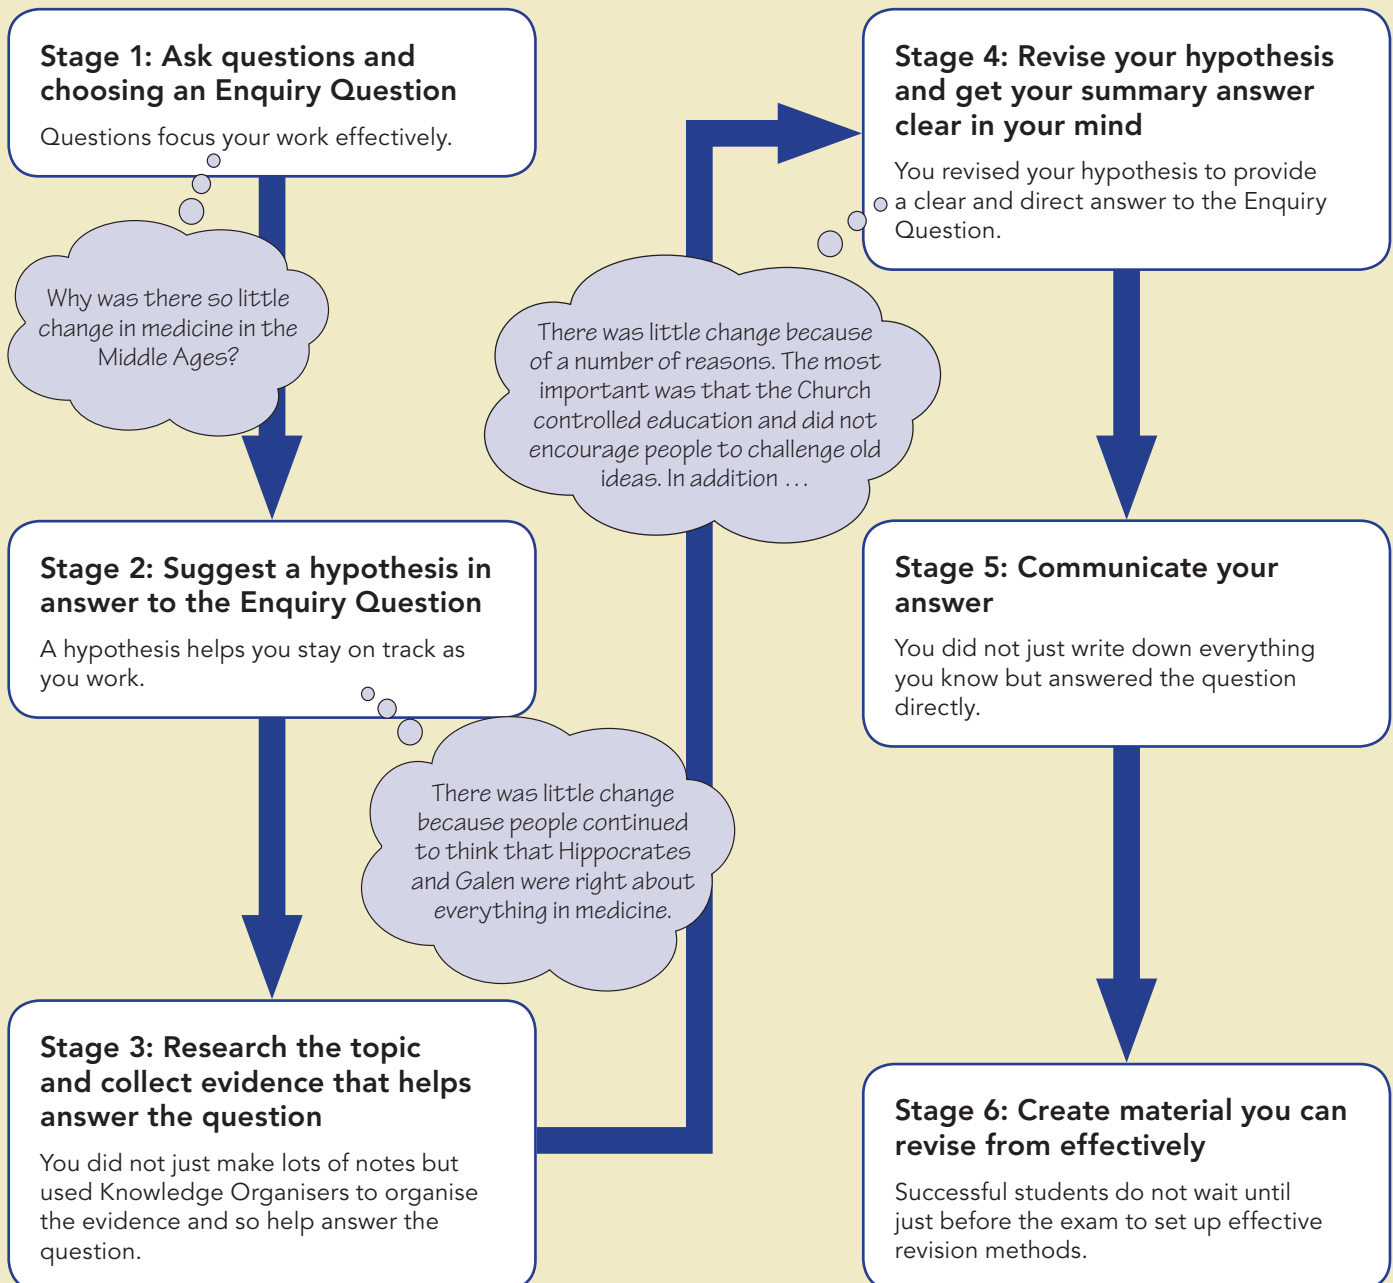 Stage 1: Ask questions and
choosing an Enquiry Question
Questions focus your work effectively.
Why was there so little
change in medicine in the
Middle Ages?
Stage 2: Suggest a hypothesis in
answer to the Enquiry Question
A hypothesis helps you stay on track as
you work.
There was little change
because people continued
to think that Hippocrates
and Galen were right about
everything in medicine.
Stage 3: Research the topic
and collect evidence that helps
answer the question
You did not just make lots of notes but
used Knowledge Organisers to organise
the evidence and so help answer the
question.
Stage 4: Revise your hypothesis
and get your summary answer
clear in your mind
You revised your hypothesis to provide
a clear and direct answer to the Enquiry
Question.
There was little change because
of a number of reasons. The most
important was that the Church
controlled education and did not
encourage people to challenge old
ideas. In addition …
Stage 5: Communicate your
answer
You did not just write down everything
you know but answered the question
directly.
Stage 6: Create material you can
revise from effectively
Successful students do not wait until
just before the exam to set up effective
revision methods.